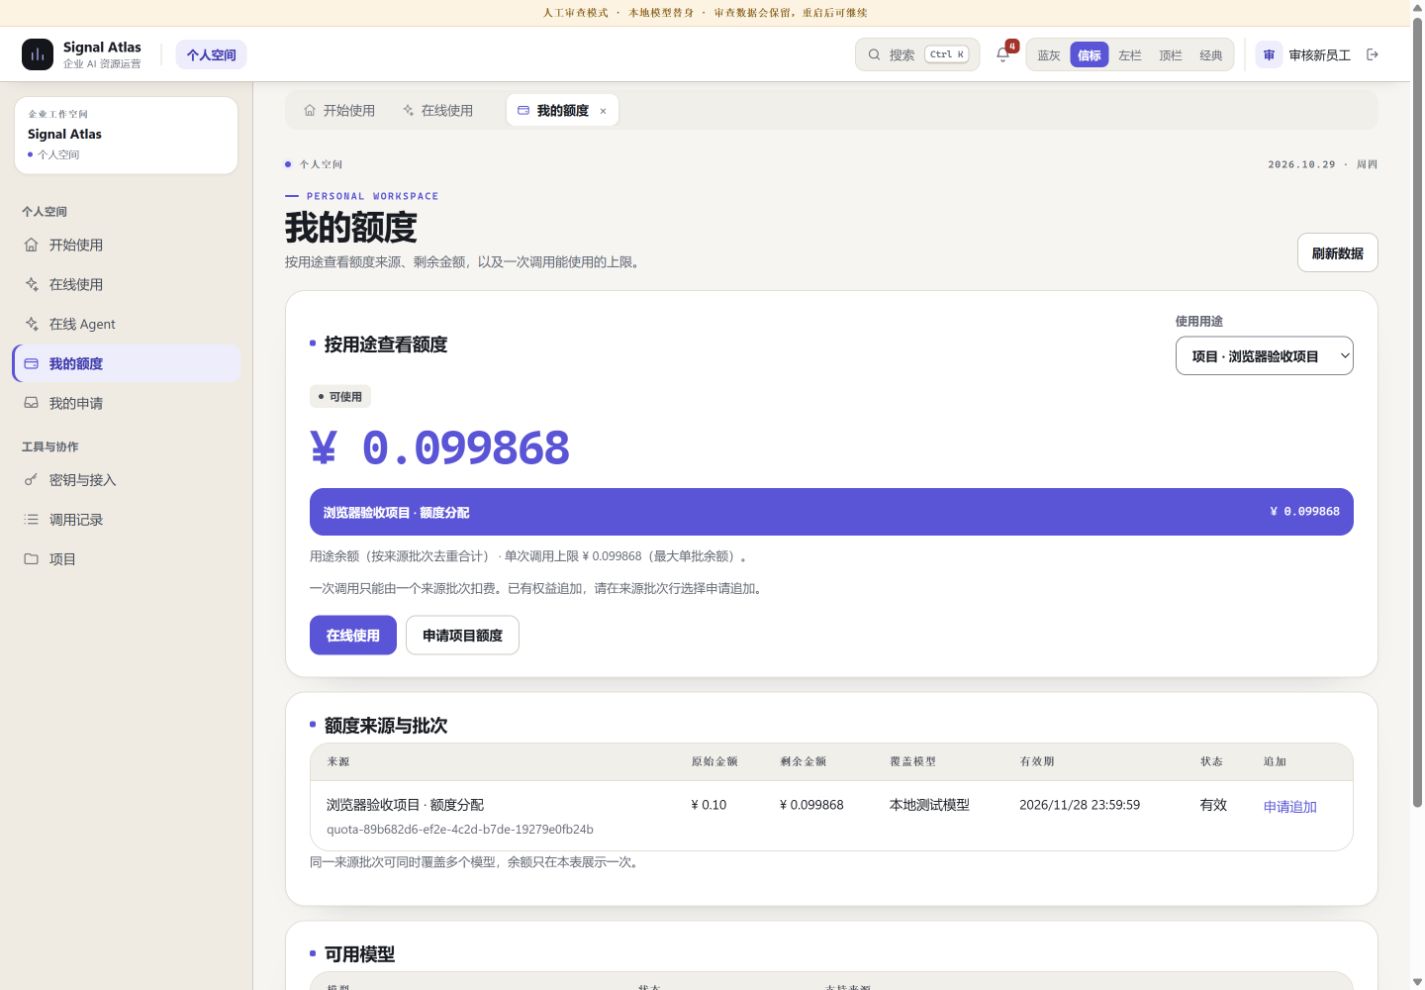 人工审查模式 · 本地模型替身 · 审查数据会保留，重启后可继续
Signal Atlas
企业 AI 资源运营
个人空间
搜索 Ctrl K
4
蓝灰 信标 左栏 顶栏 经典
审 审核新员工
企业工作空间
Signal Atlas
个人空间
个人空间
开始使用
在线使用
在线 Agent
我的额度
我的申请
工具与协作
密钥与接入
调用记录
项目
开始使用 在线使用 我的额度 ×
个人空间
2026.10.29 · 周四
PERSONAL WORKSPACE
我的额度
按用途查看额度来源、剩余金额，以及一次调用能使用的上限。
刷新数据
按用途查看额度
使用用途
项目 · 浏览器验收项目
可使用
¥ 0.099868
浏览器验收项目 · 额度分配 ¥ 0.099868
用途余额（按来源批次去重合计） · 单次调用上限 ¥ 0.099868（最大单批余额）。
一次调用只能由一个来源批次扣费。已有权益追加，请在来源批次行选择申请追加。
在线使用 申请项目额度
额度来源与批次
来源 原始金额 剩余金额 覆盖模型 有效期 状态 追加
浏览器验收项目 · 额度分配 ¥ 0.10 ¥ 0.099868 本地测试模型 2026/11/28 23:59:59 有效 申请追加
quota-89b682d6-ef2e-4c2d-b7de-19279e0fb24b
同一来源批次可同时覆盖多个模型，余额只在本表展示一次。
可用模型
模型 状态 支持来源